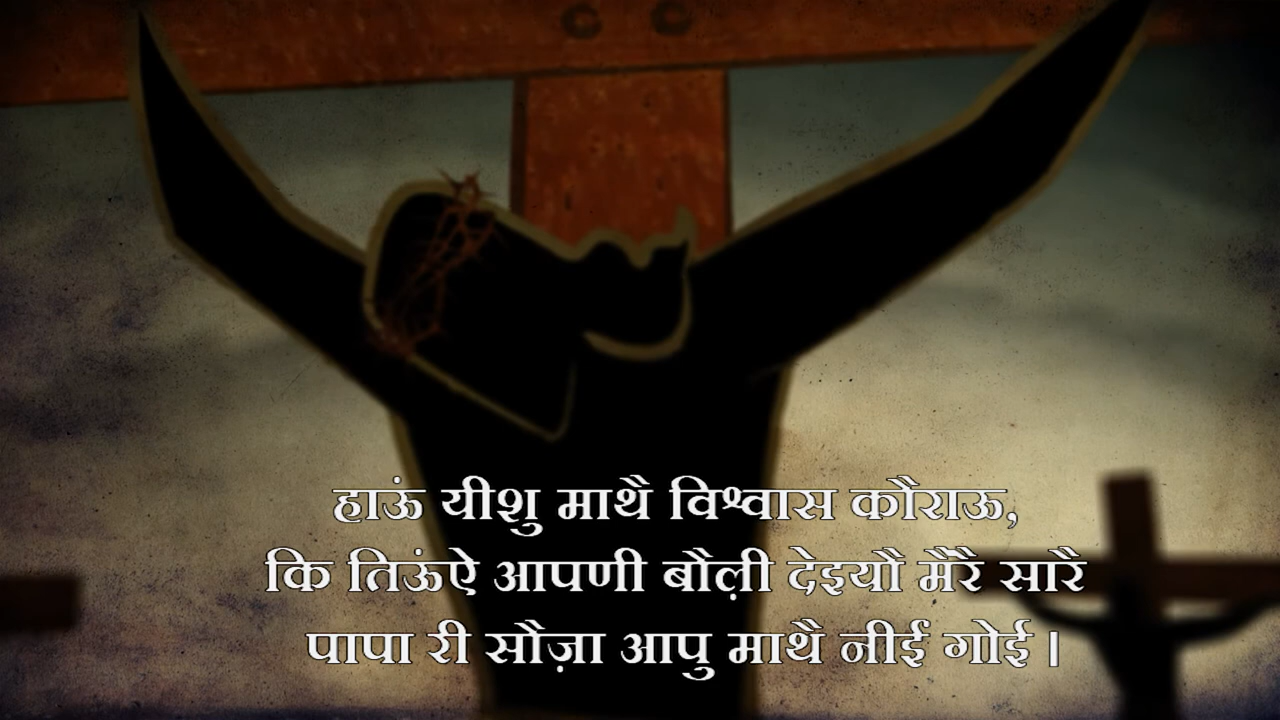 हाऊं यीशु माथै विश्वास कौराऊ,
कि तिऊंऐ आपणी बौल़ी देइयौ मैंरै सारै
पापा री सौज़ा आपु माथै नीई गोई ।